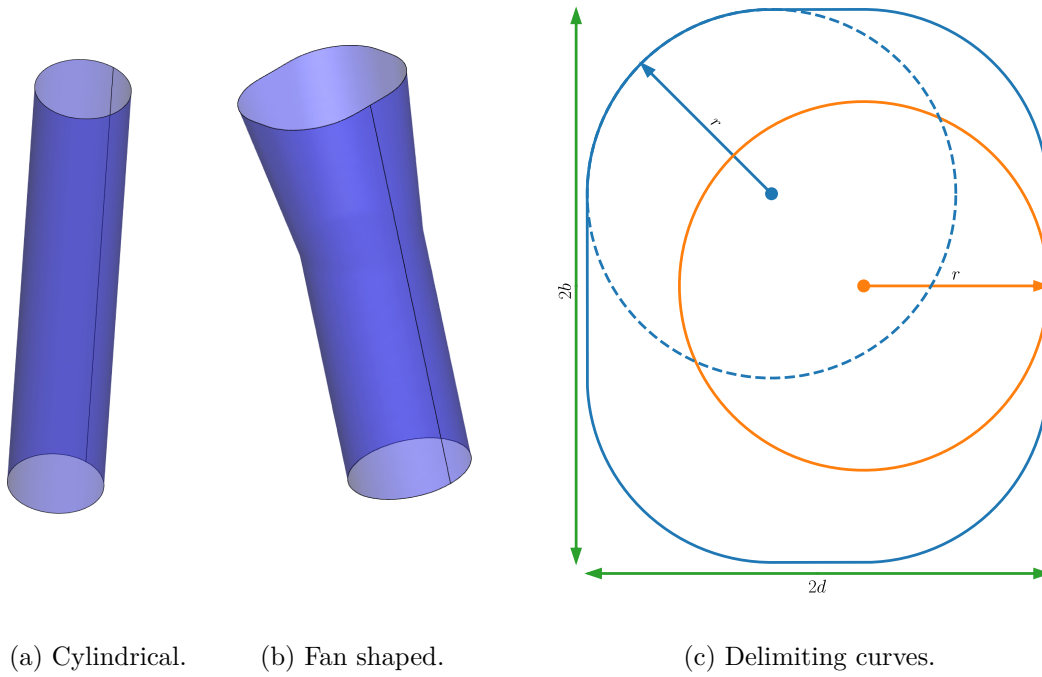 r
r
2b
2d
(a) Cylindrical.
(b) Fan shaped.
(c) Delimiting curves.